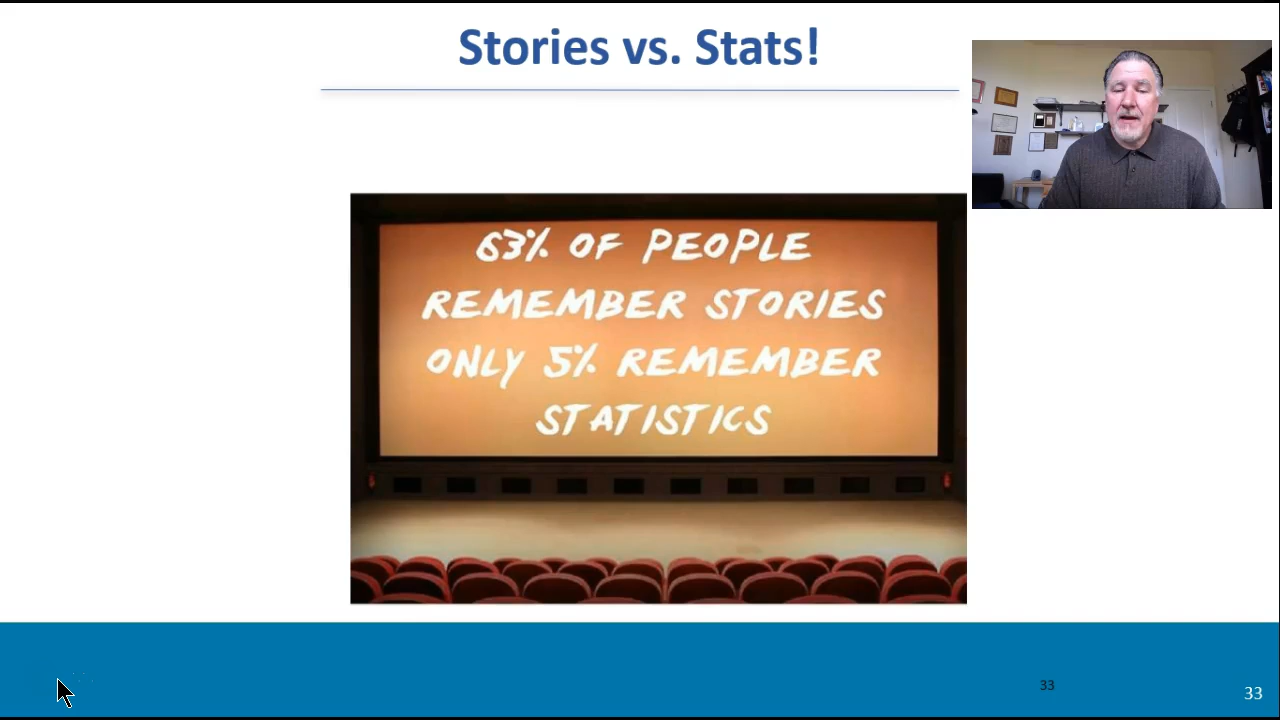 Stories vs. Stats!
63% OF PEOPLE
REMEMBER STORIES
ONLY 5% REMEMBER
STATISTICS
33
33